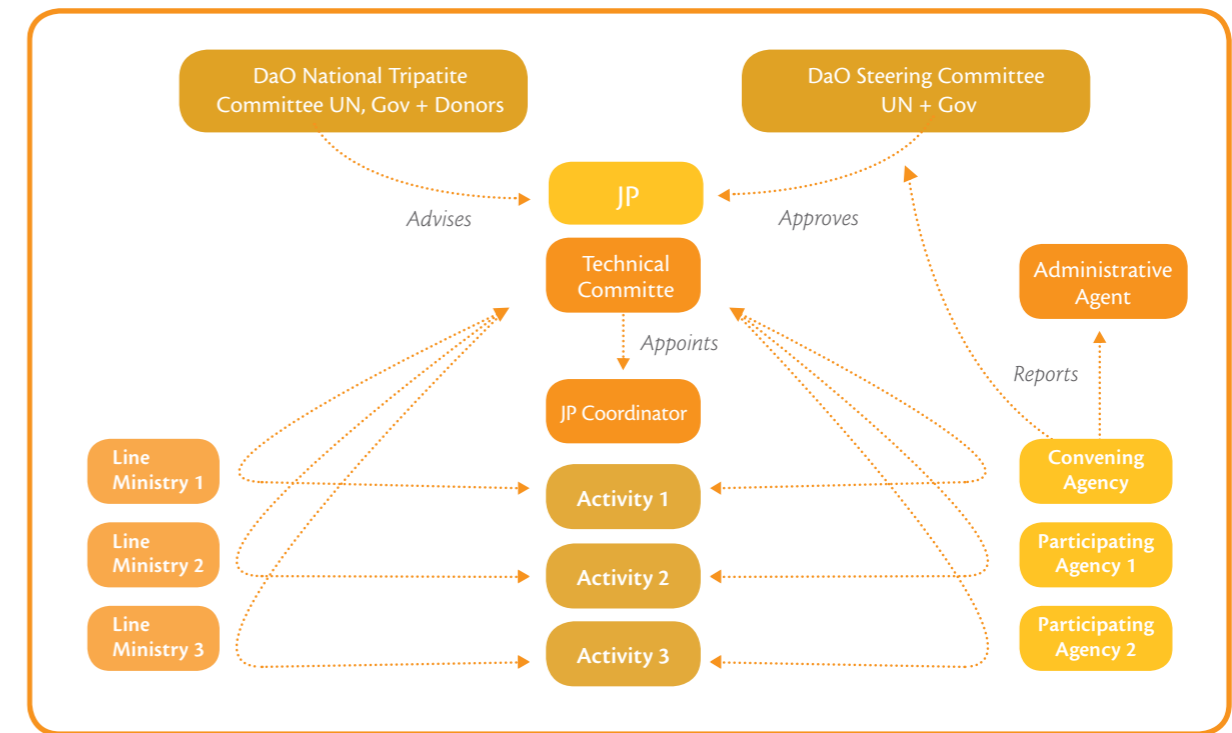 DaO National Tripatite
Committee UN, Gov + Donors
DaO Steering Committee
UN + Gov
JP
Advises
Approves
Technical
Committe
Administrative
Agent
Appoints
Reports
JP Coordinator
Line
Ministry 1
Activity 1
Convening
Agency
Line
Ministry 2
Activity 2
Participating
Agency 1
Line
Ministry 3
Activity 3
Participating
Agency 2